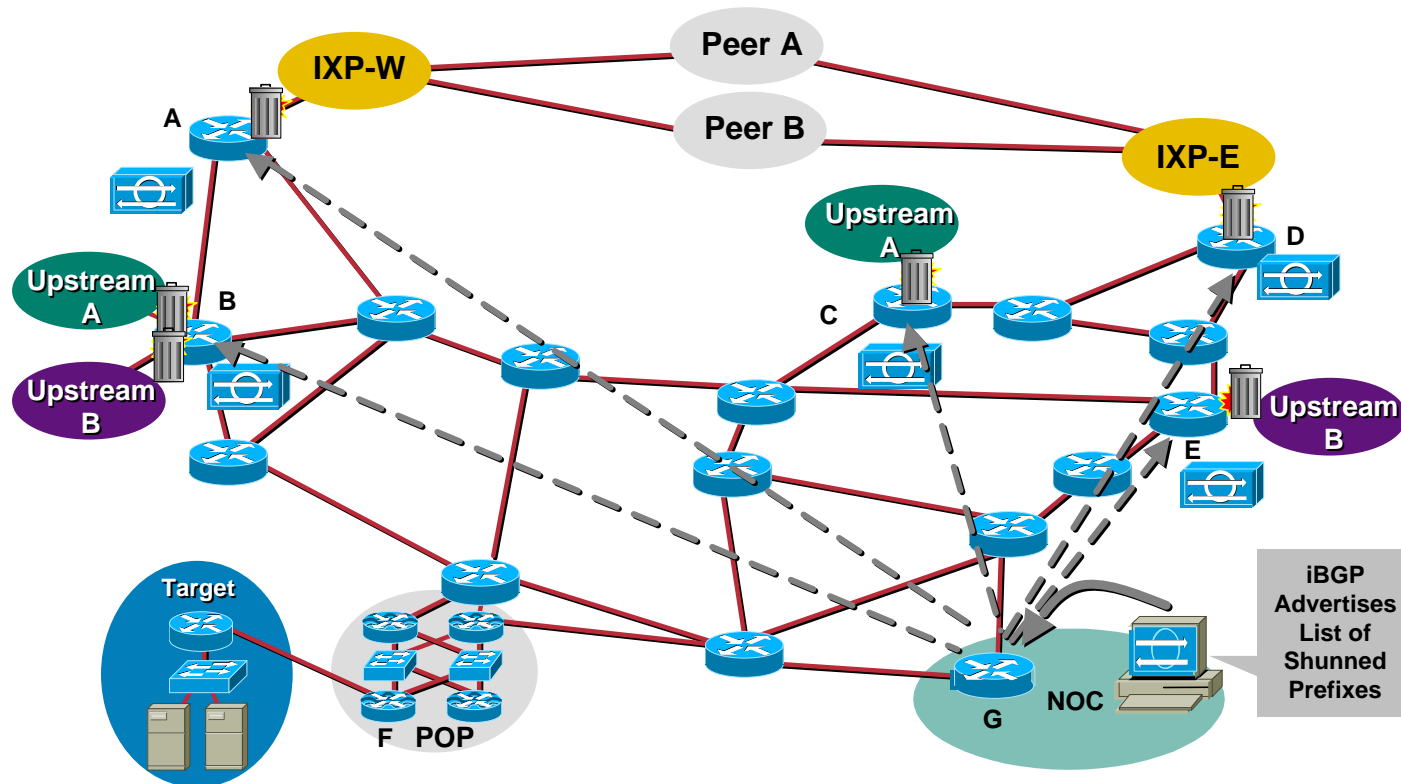 Peer A
IXP-W
A
Peer B
IXP-E
Upstream
A
D
Upstream
A
B
C
Upstream
B
Upstream
B
E
Target
iBGP
Advertises
List of
Shunned
Prefixes
NOC
G
F
POP